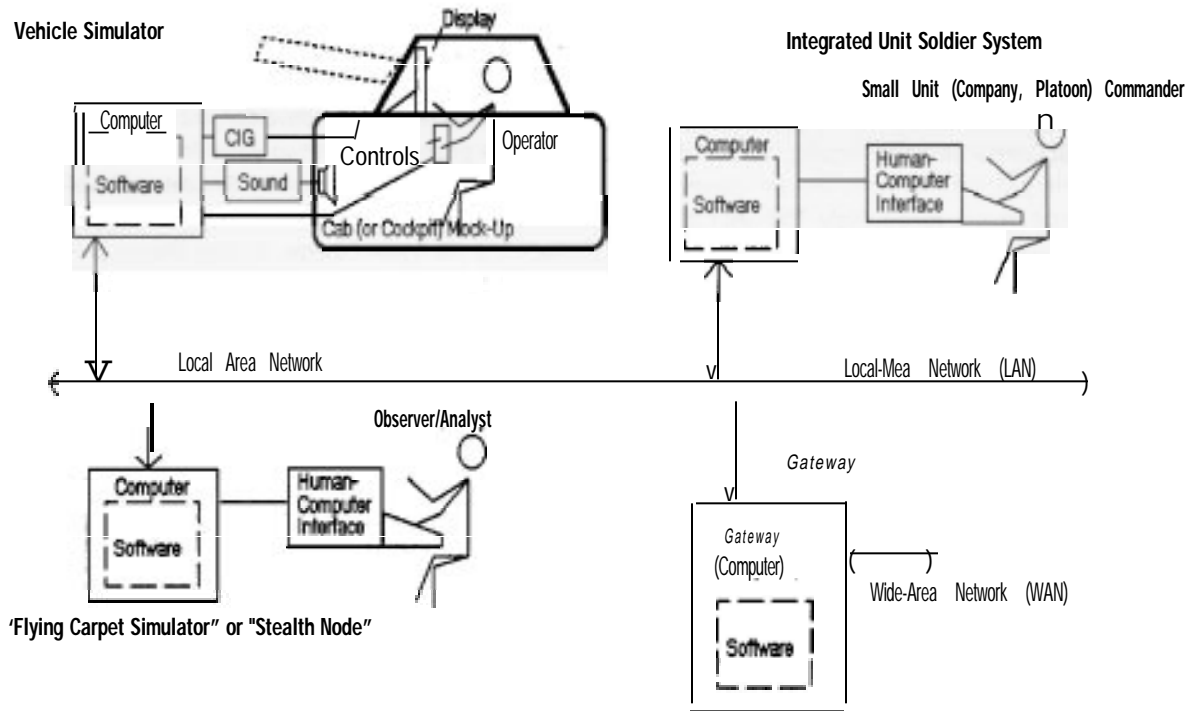 Vehicle Simulator
Display
Integrated Unit Soldier System
Small Unit (Company, Platoon) Commander
n
Computer
CIG
Controls
Operator
Software
Sound
Cab (or Cockpit) Mock-Up
Computer
Software
Human-
Computer
Interface
Local Area Network
v
Local-Mea Network (LAN)
Observer/Analyst
Computer
Software
Human-
Computer
Interface
‘Flying Carpet Simulator” or "Stealth Node”
Gateway
v
Gateway
(Computer)
Software
Wide-Area Network (WAN)